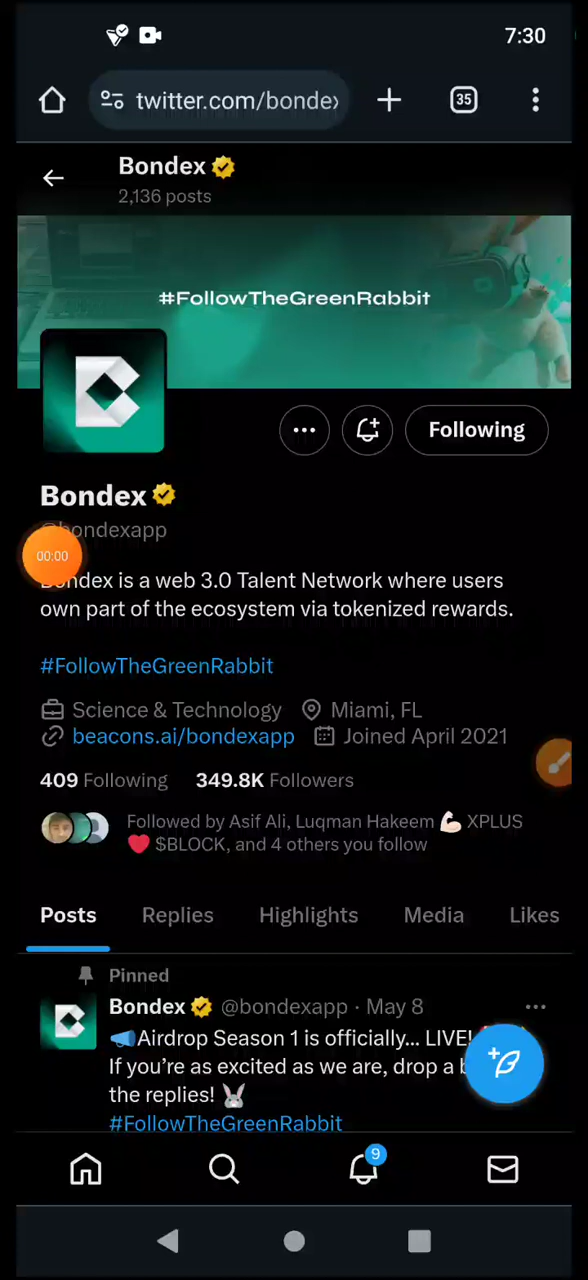 7:30
twitter.com/bondex
35
Bondex
2,136 posts
#FollowTheGreenRabbit
Following
Bondex
@bondexapp
00:00
Bondex is a web 3.0 Talent Network where users
own part of the ecosystem via tokenized rewards.
#FollowTheGreenRabbit
Science & Technology Miami, FL
beacons.ai/bondexapp Joined April 2021
409 Following 349.8K Followers
Followed by Asif Ali, Luqman Hakeem 💪🏻 XPLUS
❤️ $BLOCK, and 4 others you follow
Posts Replies Highlights Media Likes
Pinned
Bondex @bondexapp · May 8
📣Airdrop Season 1 is officially... LIVE!
If you’re as excited as we are, drop a
the replies! 🐰
#FollowTheGreenRabbit
9